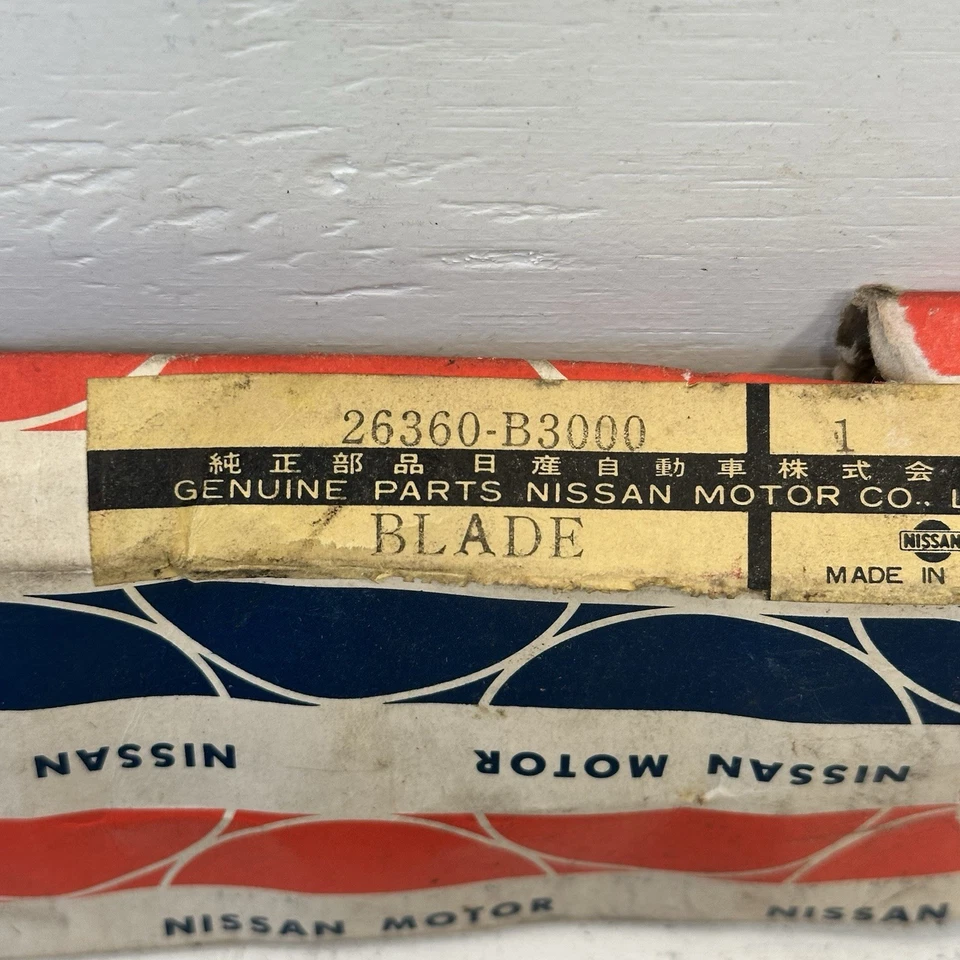 26360-B3000 1
純正部品 日産自動車株式会
GENUINE PARTS NISSAN MOTOR CO., L
BLADE
NISSAN
MADE IN
NISSAN MOTOR NISSAN
NISSAN MOTOR NISSAN